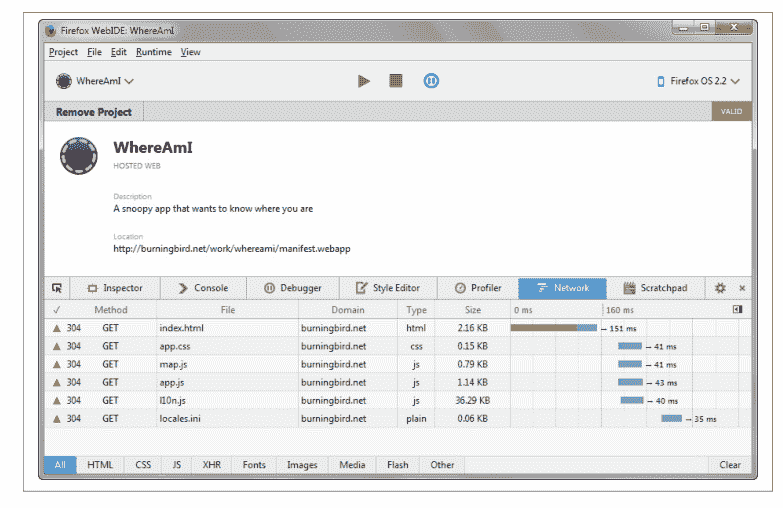 Firefox WebIDE: WhereAmI
Project File Edit Runtime View
WhereAmI Firefox OS 2.2
Remove Project VALID
WhereAmI
HOSTED WEB
Description
A snoopy app that wants to know where you are
Location
http://burningbird.net/work/whereami/manifest.webapp
Inspector Console Debugger Style Editor Profiler Network Scratchpad
✓ Method File Domain Type Size 0 ms 160 ms
304 GET index.html burningbird.net html 2.16 KB → 151 ms
304 GET app.css burningbird.net css 0.15 KB → 41 ms
304 GET map.js burningbird.net js 0.79 KB → 41 ms
304 GET app.js burningbird.net js 1.14 KB → 43 ms
304 GET l10n.js burningbird.net js 36.29 KB → 40 ms
304 GET locales.ini burningbird.net plain 0.06 KB → 35 ms
All HTML CSS JS XHR Fonts Images Media Flash Other Clear